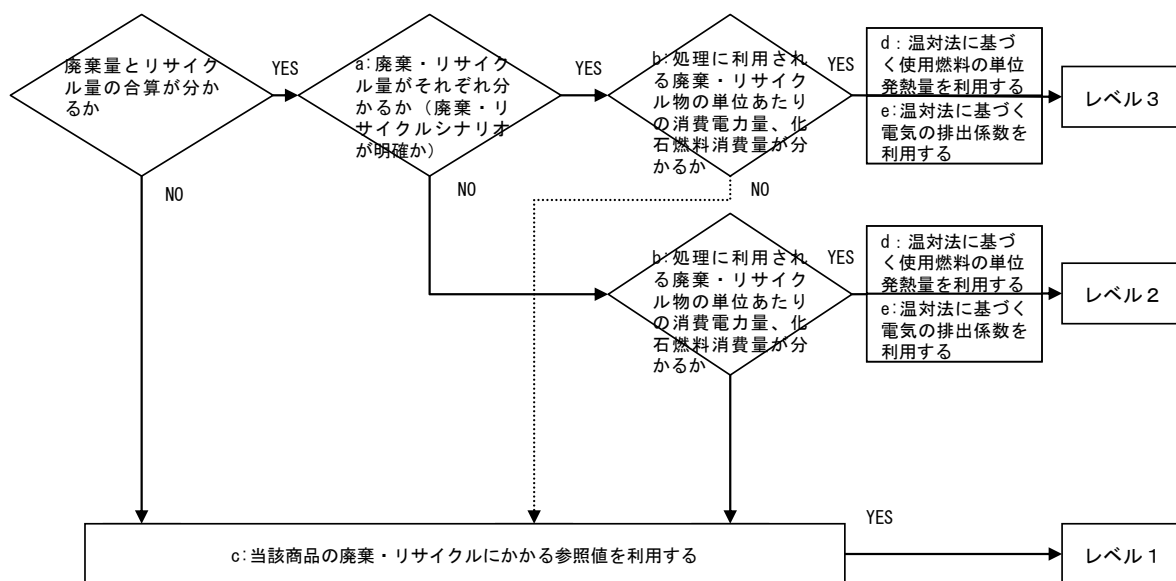 廃棄量とリサイク
ル量の合算が分か
るか
YES
a:廃棄・リサイク
ル量がそれぞれ分
かるか（廃棄・リ
サイクルシナリオ
が明確か）
YES
b:処理に利用され
る廃棄・リサイク
ル物の単位あたり
の消費電力量、化
石燃料消費量が分
かるか
YES
d：温対法に基づ
く使用燃料の単位
発熱量を利用する
e:温対法に基づく
電気の排出係数を
利用する
レベル３
NO
NO
NO
b:処理に利用され
る廃棄・リサイク
ル物の単位あたり
の消費電力量、化
石燃料消費量が分
かるか
YES
d：温対法に基づ
く使用燃料の単位
発熱量を利用する
e:温対法に基づく
電気の排出係数を
利用する
レベル２
c:当該商品の廃棄・リサイクルにかかる参照値を利用する
YES
レベル１